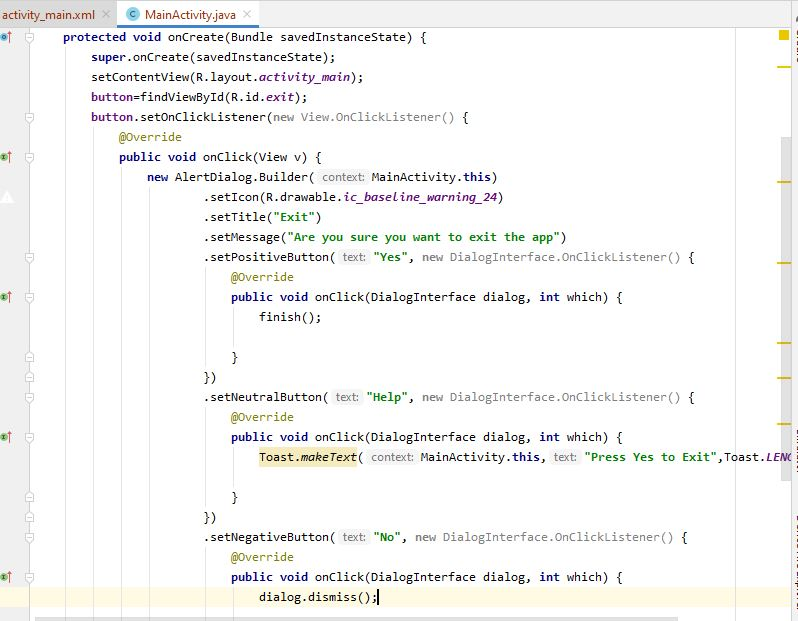 activity_main.xml × MainActivity.java ×
protected void onCreate(Bundle savedInstanceState) {
super.onCreate(savedInstanceState);
setContentView(R.layout.activity_main);
button=findViewById(R.id.exit);
button.setOnClickListener(new View.OnClickListener() {
@Override
public void onClick(View v) {
new AlertDialog.Builder( context: MainActivity.this)
.setIcon(R.drawable.ic_baseline_warning_24)
.setTitle("Exit")
.setMessage("Are you sure you want to exit the app")
.setPositiveButton( text: "Yes", new DialogInterface.OnClickListener() {
@Override
public void onClick(DialogInterface dialog, int which) {
finish();
}
})
.setNeutralButton( text: "Help", new DialogInterface.OnClickListener() {
@Override
public void onClick(DialogInterface dialog, int which) {
Toast.makeText( context: MainActivity.this, text: "Press Yes to Exit",Toast.LENG
}
})
.setNegativeButton( text: "No", new DialogInterface.OnClickListener() {
@Override
public void onClick(DialogInterface dialog, int which) {
dialog.dismiss();